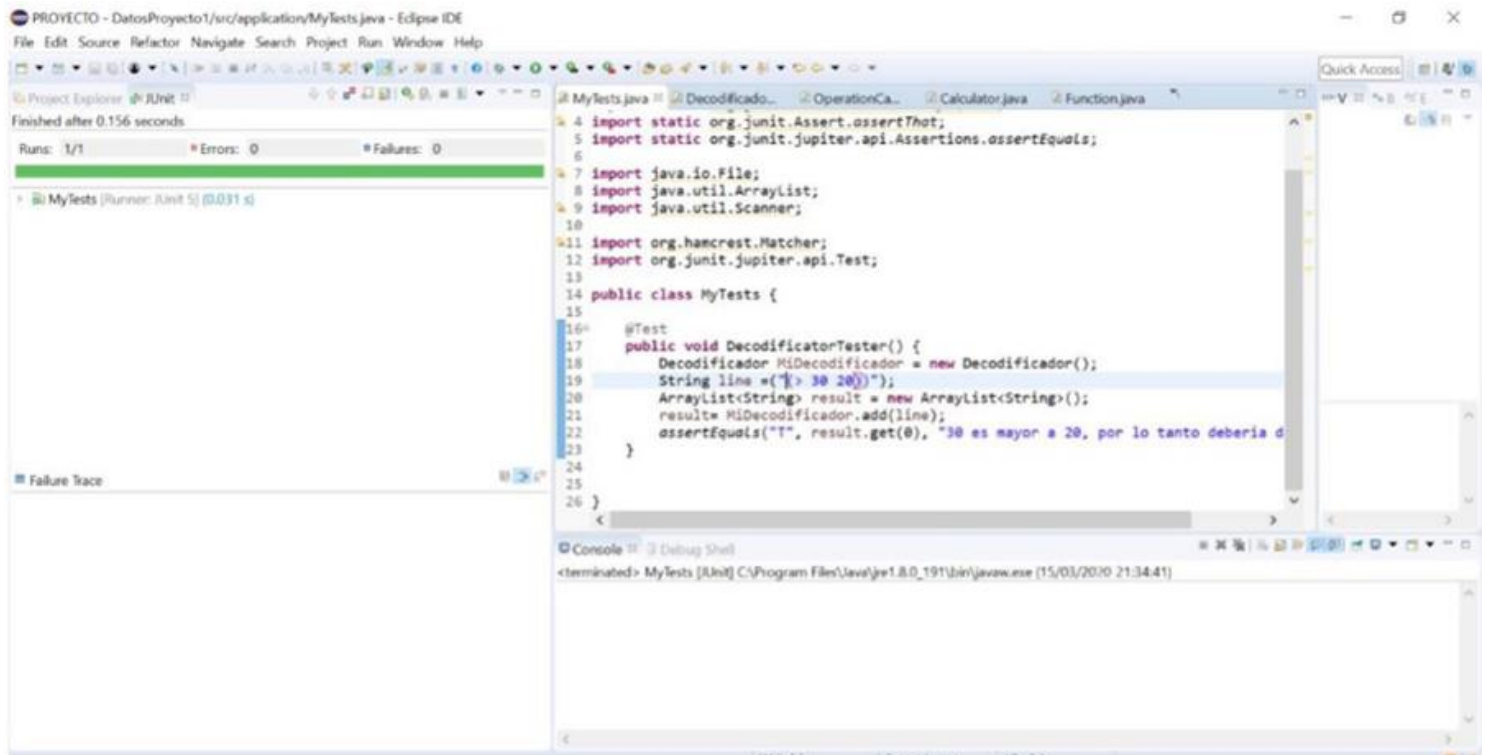 PROYECTO - DatosProyecto1/src/application/MyTests.java - Eclipse IDE
File Edit Source Refactor Navigate Search Project Run Window Help
Quick Access
Project Explorer JUnit
Finished after 0.156 seconds
Runs: 1/1 Errors: 0 Failures: 0
MyTests [Runner: JUnit 5] (0.031 s)
Failure Trace
MyTests.java Decodificado... OperationCa... Calculator.java Function.java
4 import static org.junit.Assert.assertThat;
5 import static org.junit.jupiter.api.Assertions.assertEquals;
6
7 import java.io.File;
8 import java.util.ArrayList;
9 import java.util.Scanner;
10
11 import org.hamcrest.Matcher;
12 import org.junit.jupiter.api.Test;
13
14 public class MyTests {
15
16 @Test
17 public void DecodificatorTester() {
18 Decodificador MiDecodificador = new Decodificador();
19 String line =("(> 30 20))");
20 ArrayList<String> result = new ArrayList<String>();
21 result= MiDecodificador.add(line);
22 assertEquals("T", result.get(0), "30 es mayor a 20, por lo tanto deberia d
23 }
24
25
26 }
Console Debug Shell
<terminated> MyTests [JUnit] C:\Program Files\Java\jre1.8.0_191\bin\javaw.exe (15/03/2020 21:34:41)